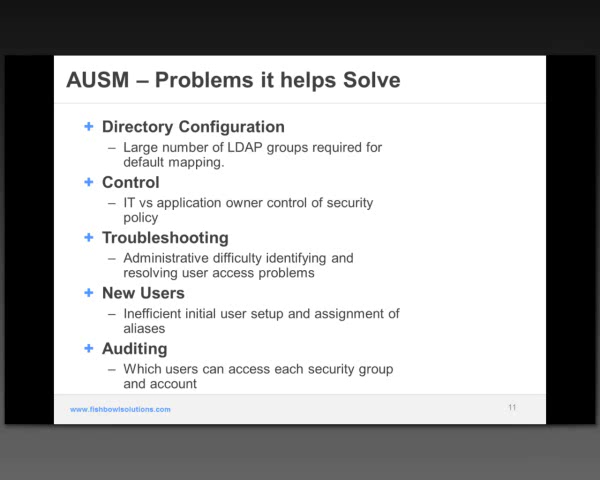 AUSM – Problems it helps Solve
+ Directory Configuration
– Large number of LDAP groups required for
default mapping.
+ Control
– IT vs application owner control of security
policy
+ Troubleshooting
– Administrative difficulty identifying and
resolving user access problems
+ New Users
– Inefficient initial user setup and assignment of
aliases
+ Auditing
– Which users can access each security group
and account
www.fishbowlsolutions.com
11